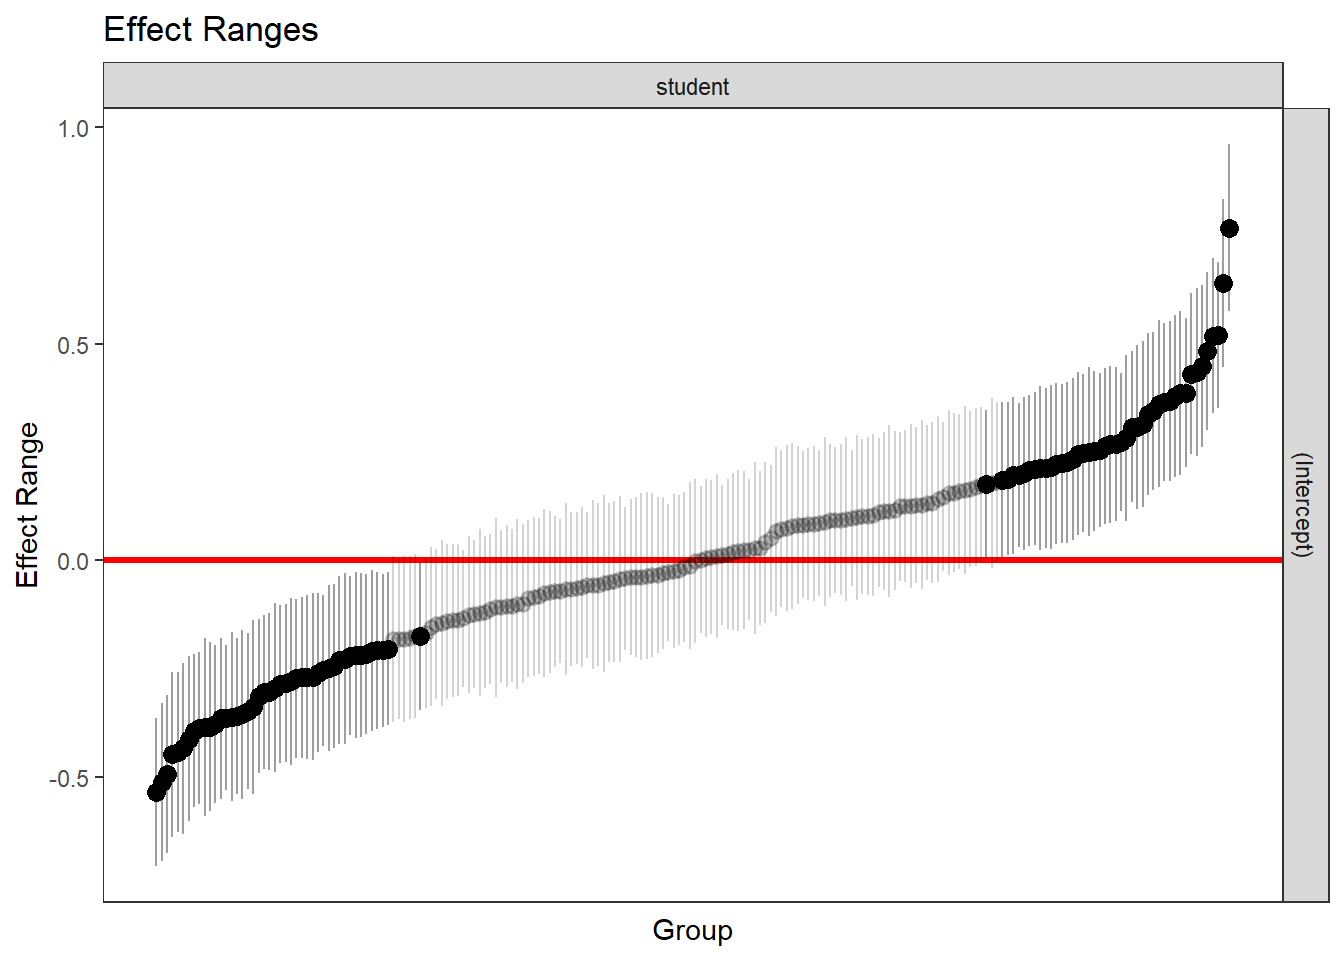 Effect Ranges
student
1.0
0.5
0.0
-0.5
Effect Range
(Intercept)
Group